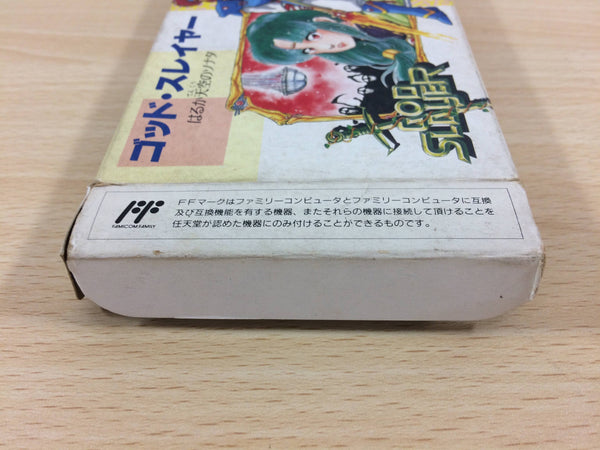 ゴッド・スレイヤー
はるか天空のソナタ
てんくう
GOD
SLAYER
FF
FAMICOM FAMILY
FFマークはファミリーコンピュータとファミリーコンピュータに互換
及び互換機能を有する機器、またそれらの機器に接続して頂けることを
任天堂が認めた機器にのみ付けることができるものです。